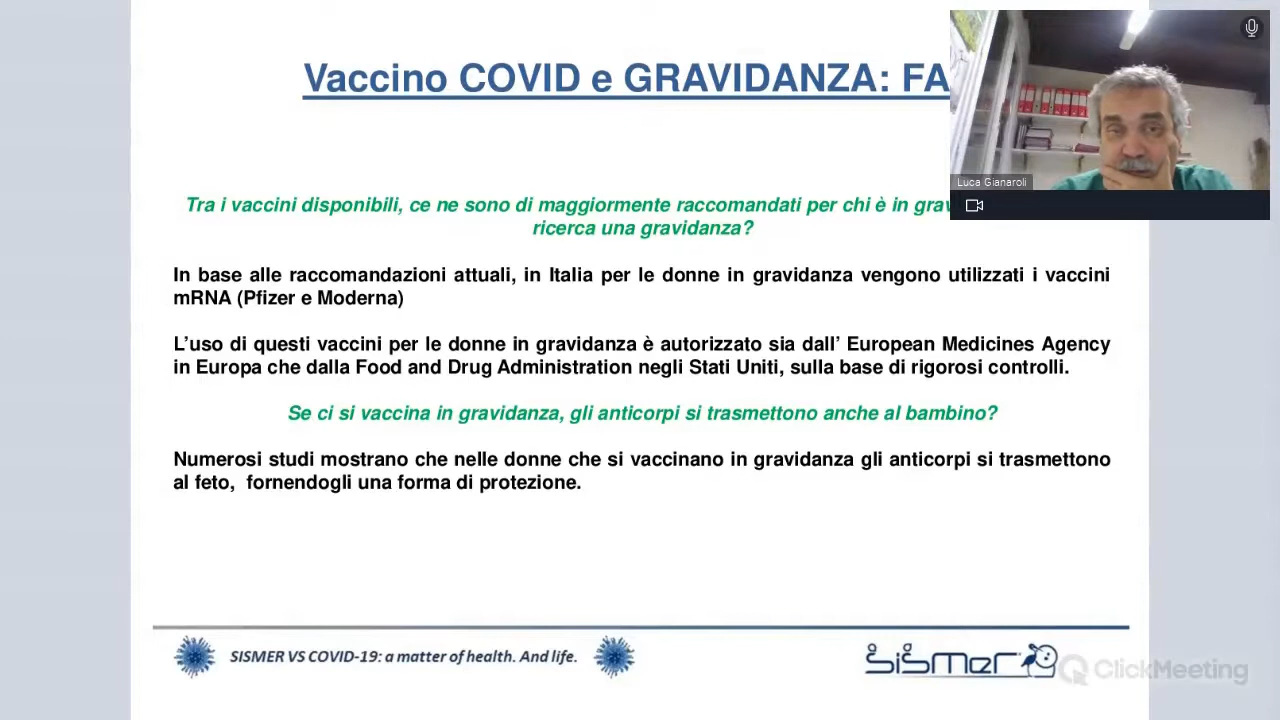 Vaccino COVID e GRAVIDANZA: FA
Luca Gianaroli
Tra i vaccini disponibili, ce ne sono di maggiormente raccomandati per chi è in grav
ricerca una gravidanza?
In base alle raccomandazioni attuali, in Italia per le donne in gravidanza vengono utilizzati i vaccini
mRNA (Pfizer e Moderna)
L'uso di questi vaccini per le donne in gravidanza è autorizzato sia dall' European Medicines Agency
in Europa che dalla Food and Drug Administration negli Stati Uniti, sulla base di rigorosi controlli.
Se ci si vaccina in gravidanza, gli anticorpi si trasmettono anche al bambino?
Numerosi studi mostrano che nelle donne che si vaccinano in gravidanza gli anticorpi si trasmettono
al feto, fornendogli una forma di protezione.
SISMER VS COVID-19: a matter of health. And life.
SiSMer
ClickMeeting